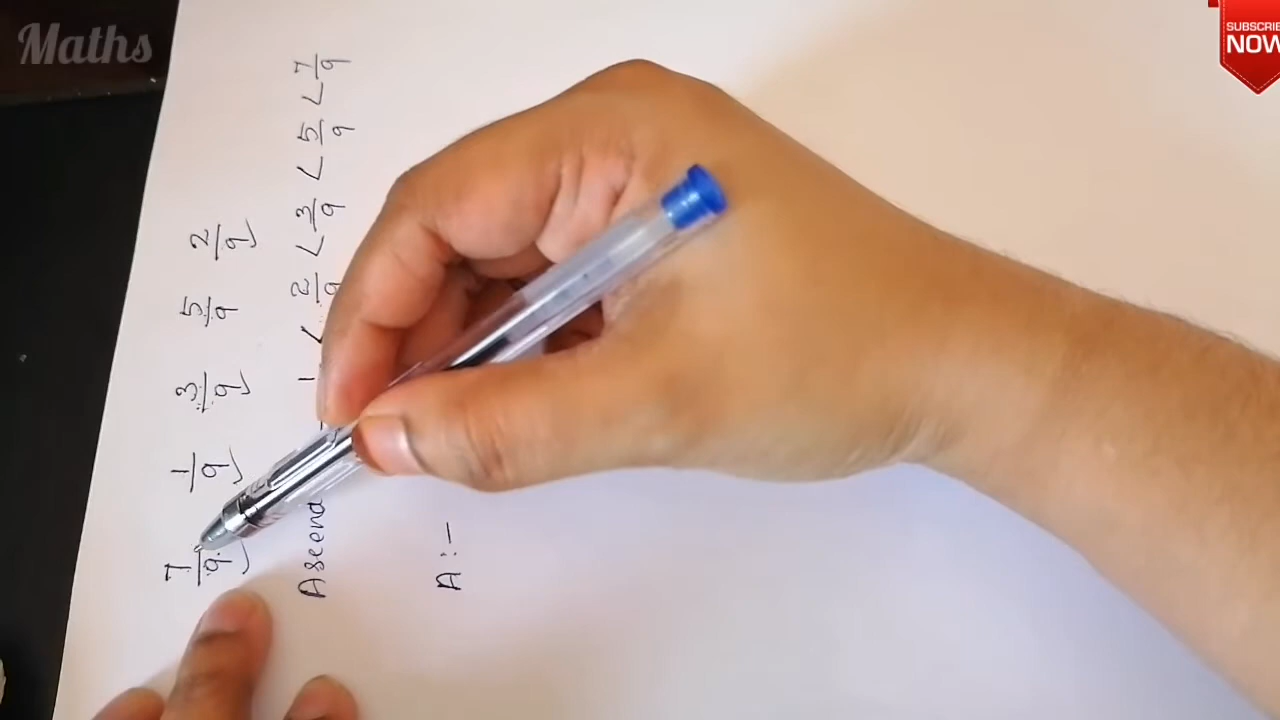 Maths
SUBSCRIBE
NOW
7/9 1/9 3/9 5/9 2/9
Ascend 1 < 2/9 < 3/9 < 5/9 < 7/9
A :-